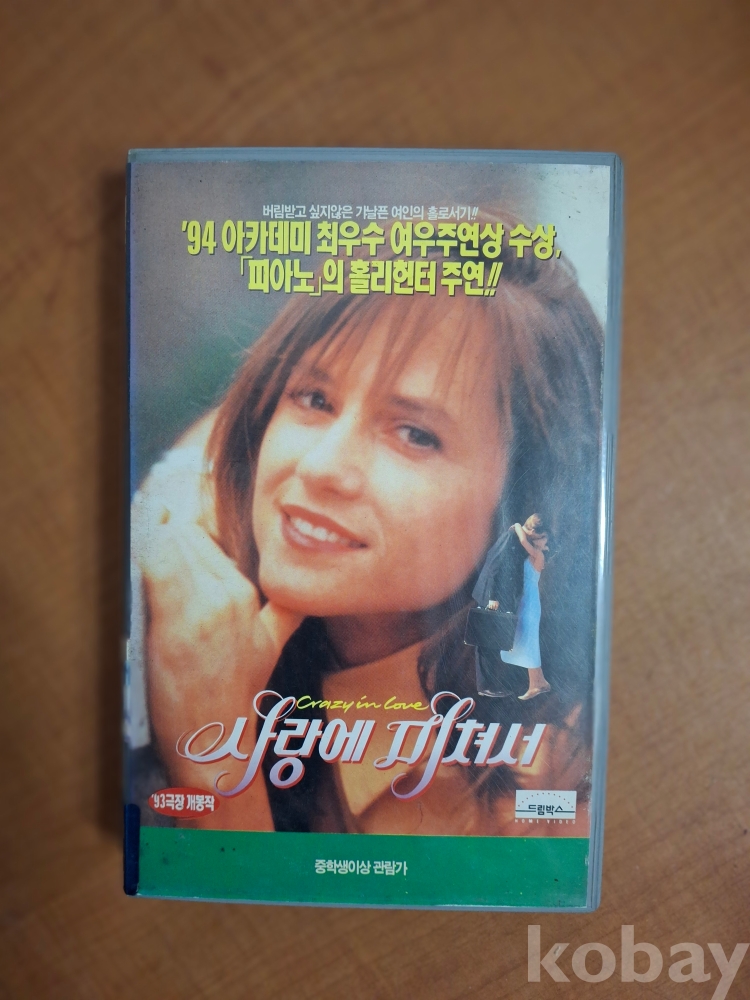 버림받고 싶지않은 가냘픈 여인의 홀로서기!!
'94 아카데미 최우수 여우주연상 수상,
「피아노」의 홀리헌터 주연!!
Crazy in Love
사랑에 미쳐서
'93극장 개봉작
드림박스
HOME VIDEO
중학생이상 관람가
kobay